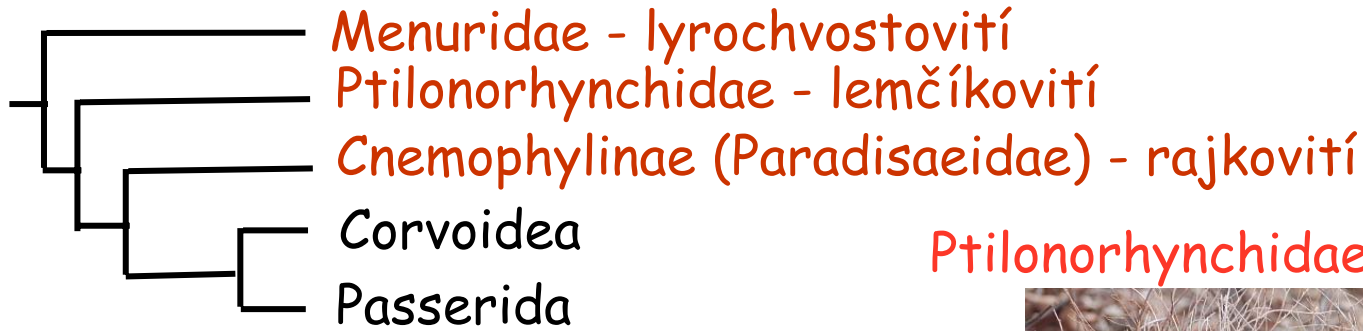 Menuridae - lyrochvostovití
Ptilonorhynchidae - lemčíkovití
Cnemophylinae (Paradisaeidae) - rajkovití
Corvoidea
Ptilonorhynchidae
Passerida